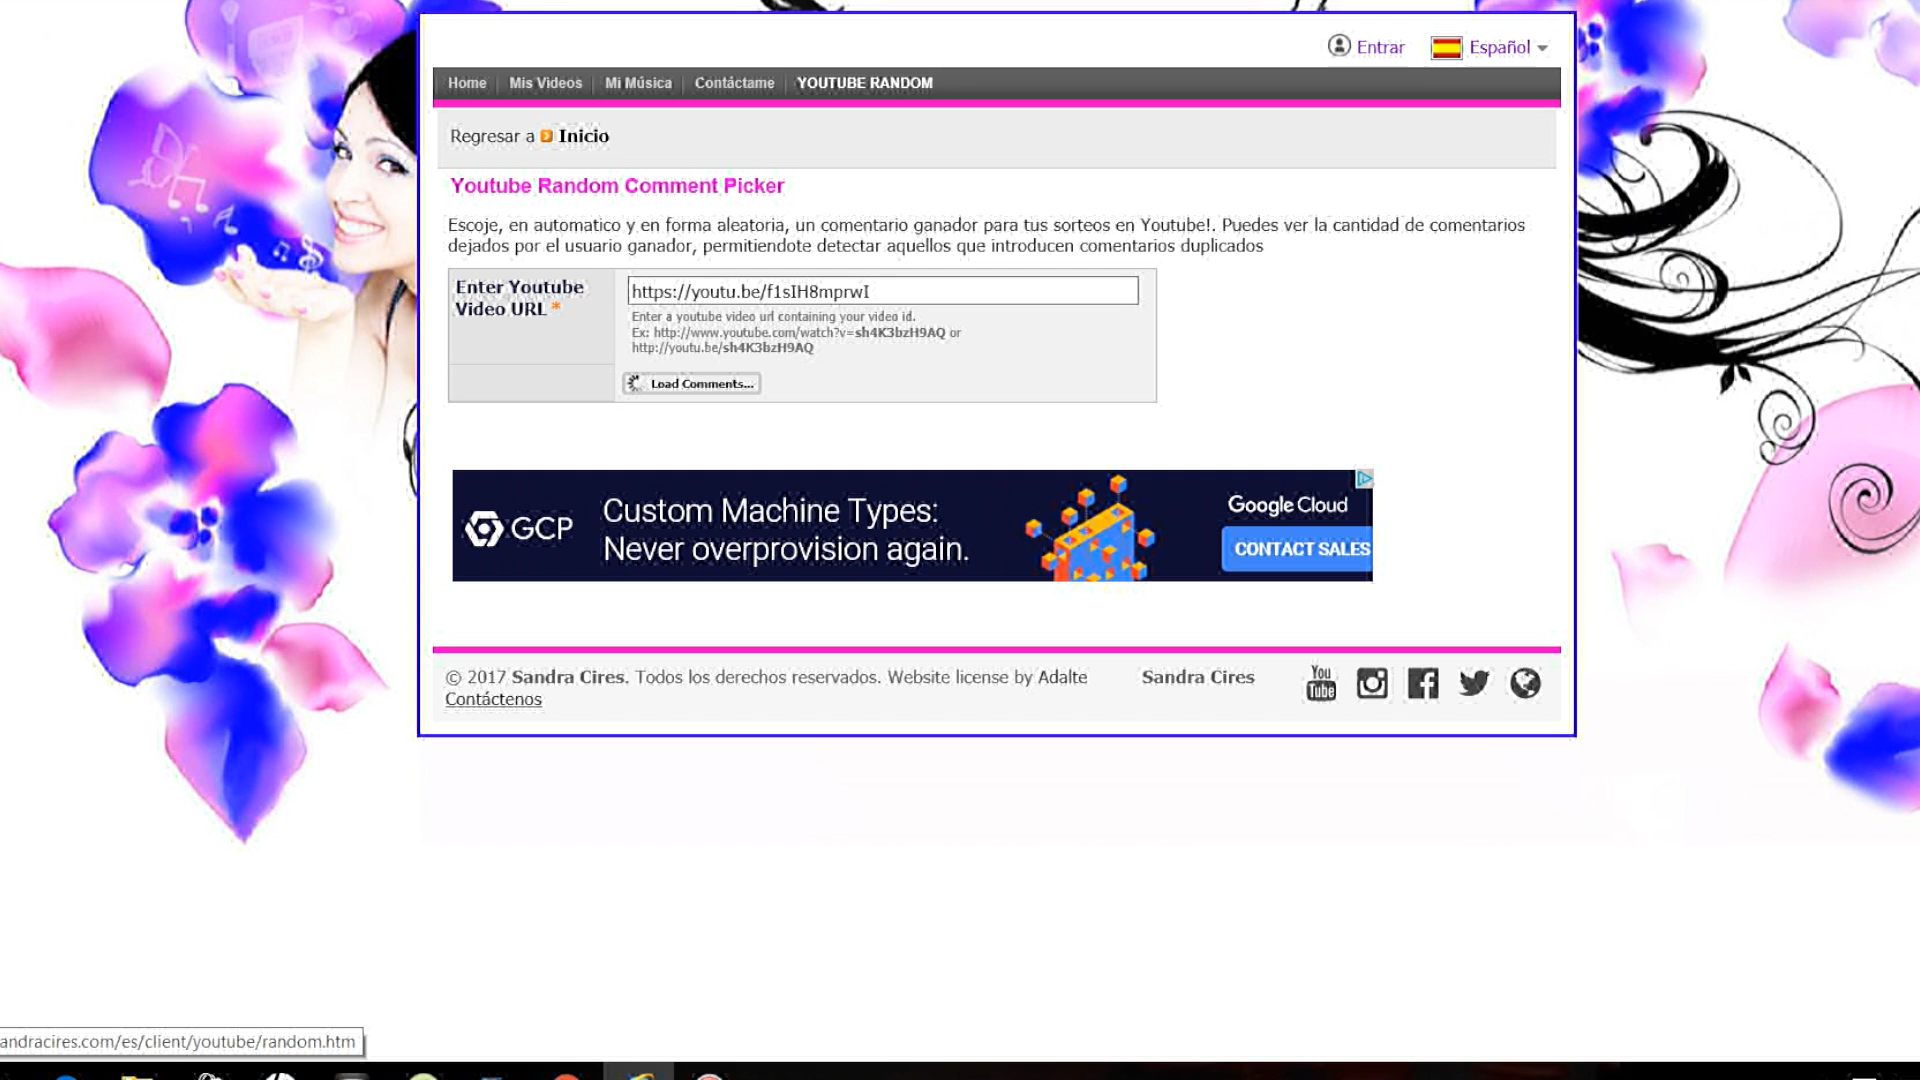 Entrar Español
Home Mis Videos Mi Música Contáctame YOUTUBE RANDOM
Regresar a Inicio
Youtube Random Comment Picker
Escoje, en automatico y en forma aleatoria, un comentario ganador para tus sorteos en Youtube!. Puedes ver la cantidad de comentarios
dejados por el usuario ganador, permitiendote detectar aquellos que introducen comentarios duplicados
Enter Youtube
Video URL *
https://youtu.be/f1sIH8mprwI
Enter a youtube video url containing your video id.
Ex: http://www.youtube.com/watch?v=sh4K3bzH9AQ or
http://youtu.be/sh4K3bzH9AQ
Load Comments...
GCP
Custom Machine Types:
Never overprovision again.
Google Cloud
CONTACT SALES
© 2017 Sandra Cires. Todos los derechos reservados. Website license by Adalte
Contáctenos
Sandra Cires
You
Tube
andracires.com/es/client/youtube/random.htm